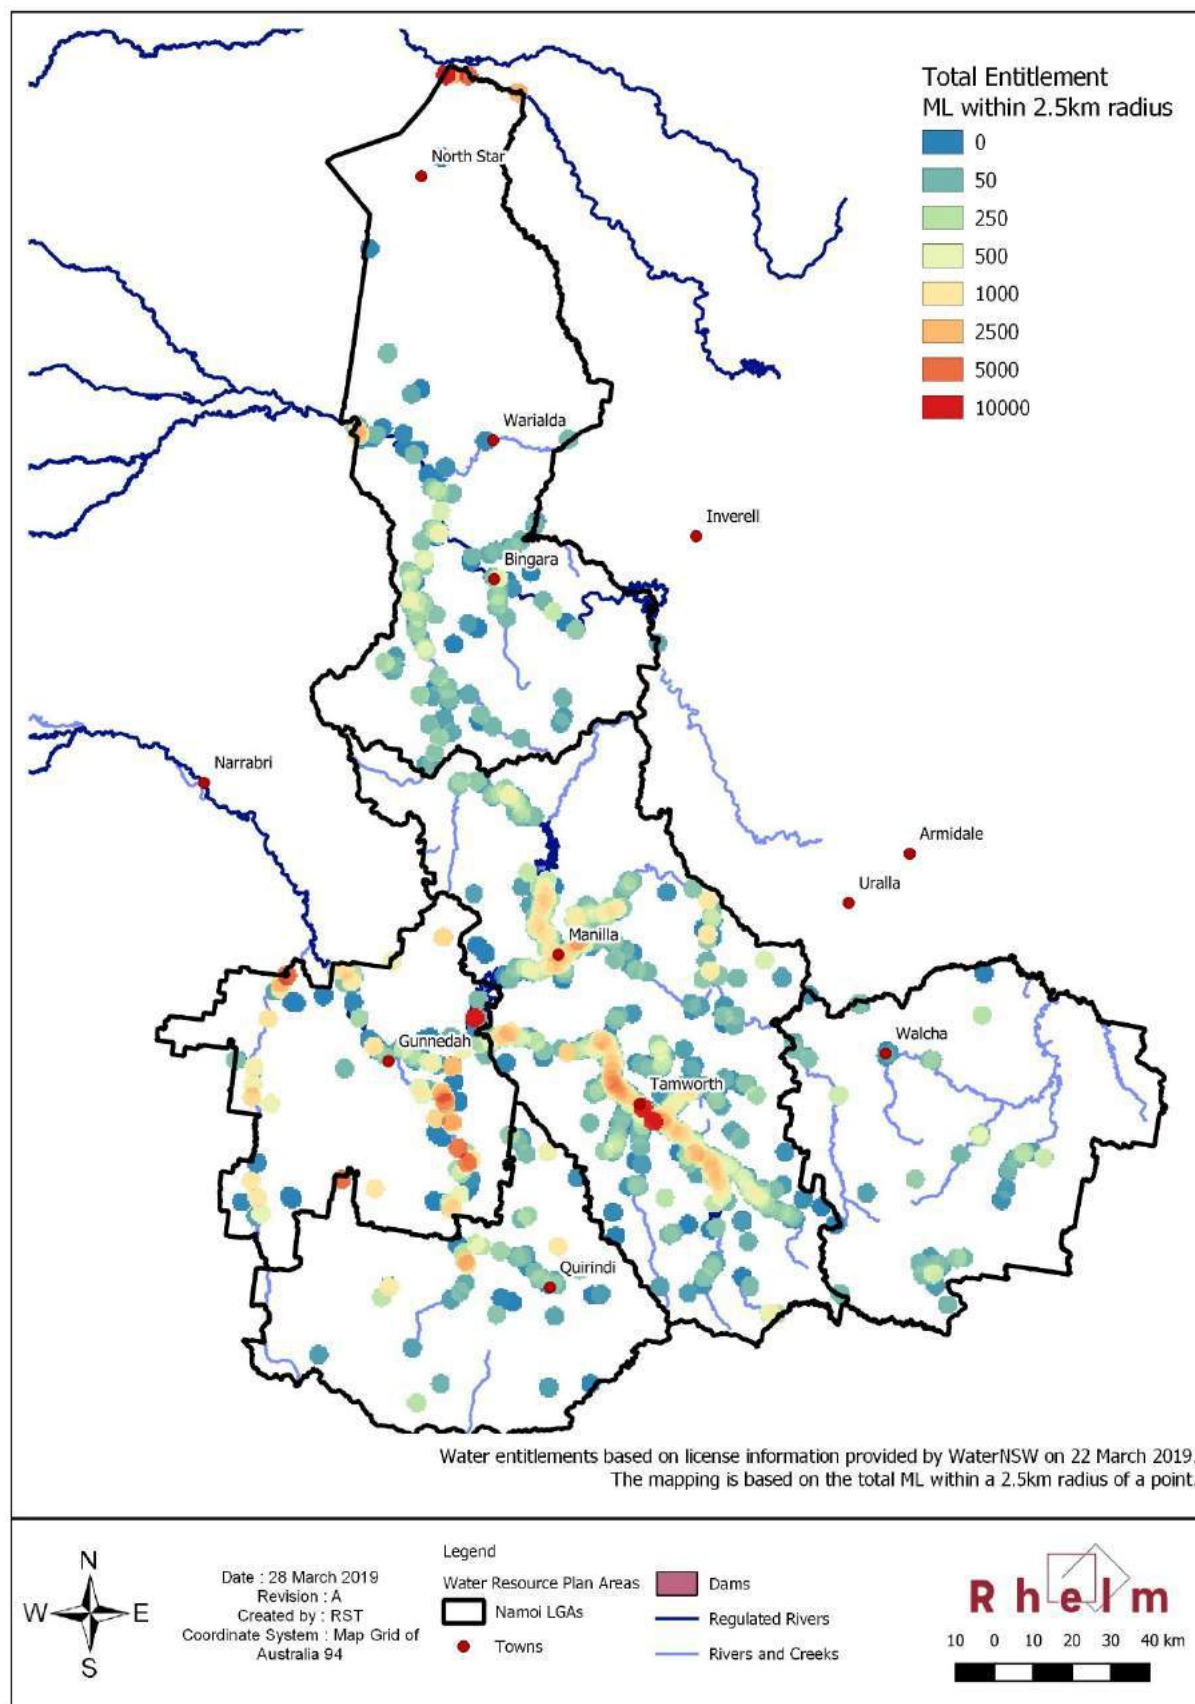 Total Entitlement
ML within 2.5km radius
0
50
250
500
1000
2500
5000
10000
North Star
Warialda
Inverell
Bingara
Narrabri
Armidale
Uralla
Manilla
Walcha
Gunnedah
Tamworth
Quirindi
Water entitlements based on license information provided by WaterNSW on 22 March 2019.
The mapping is based on the total ML within a 2.5km radius of a point.
N
W E
S
Date : 28 March 2019
Revision : A
Created by : RST
Coordinate System : Map Grid of
Australia 94
Legend
Water Resource Plan Areas
Namoi LGAs
Towns
Dams
Regulated Rivers
Rivers and Creeks
Rhelm
10 0 10 20 30 40 km